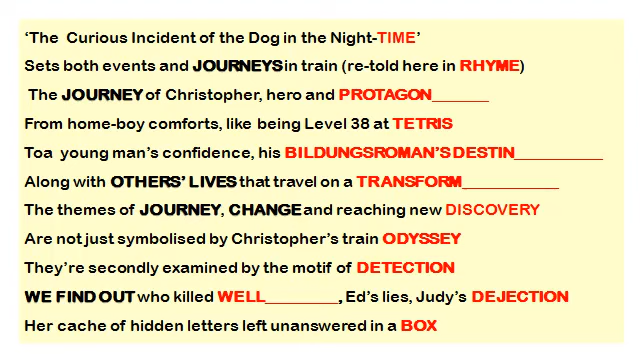 ‘The Curious Incident of the Dog in the Night-TIME’
Sets both events and JOURNEYS in train (re-told here in RHYME)
The JOURNEY of Christopher, hero and PROTAGON_______
From home-boy comforts, like being Level 38 at TETRIS
Toa young man’s confidence, his BILDUNGSROMAN’S DESTIN___________
Along with OTHERS’ LIVES that travel on a TRANSFORM____________
The themes of JOURNEY, CHANGE and reaching new DISCOVERY
Are not just symbolised by Christopher’s train ODYSSEY
They’re secondly examined by the motif of DETECTION
WE FIND OUT who killed WELL_________, Ed’s lies, Judy’s DEJECTION
Her cache of hidden letters left unanswered in a BOX